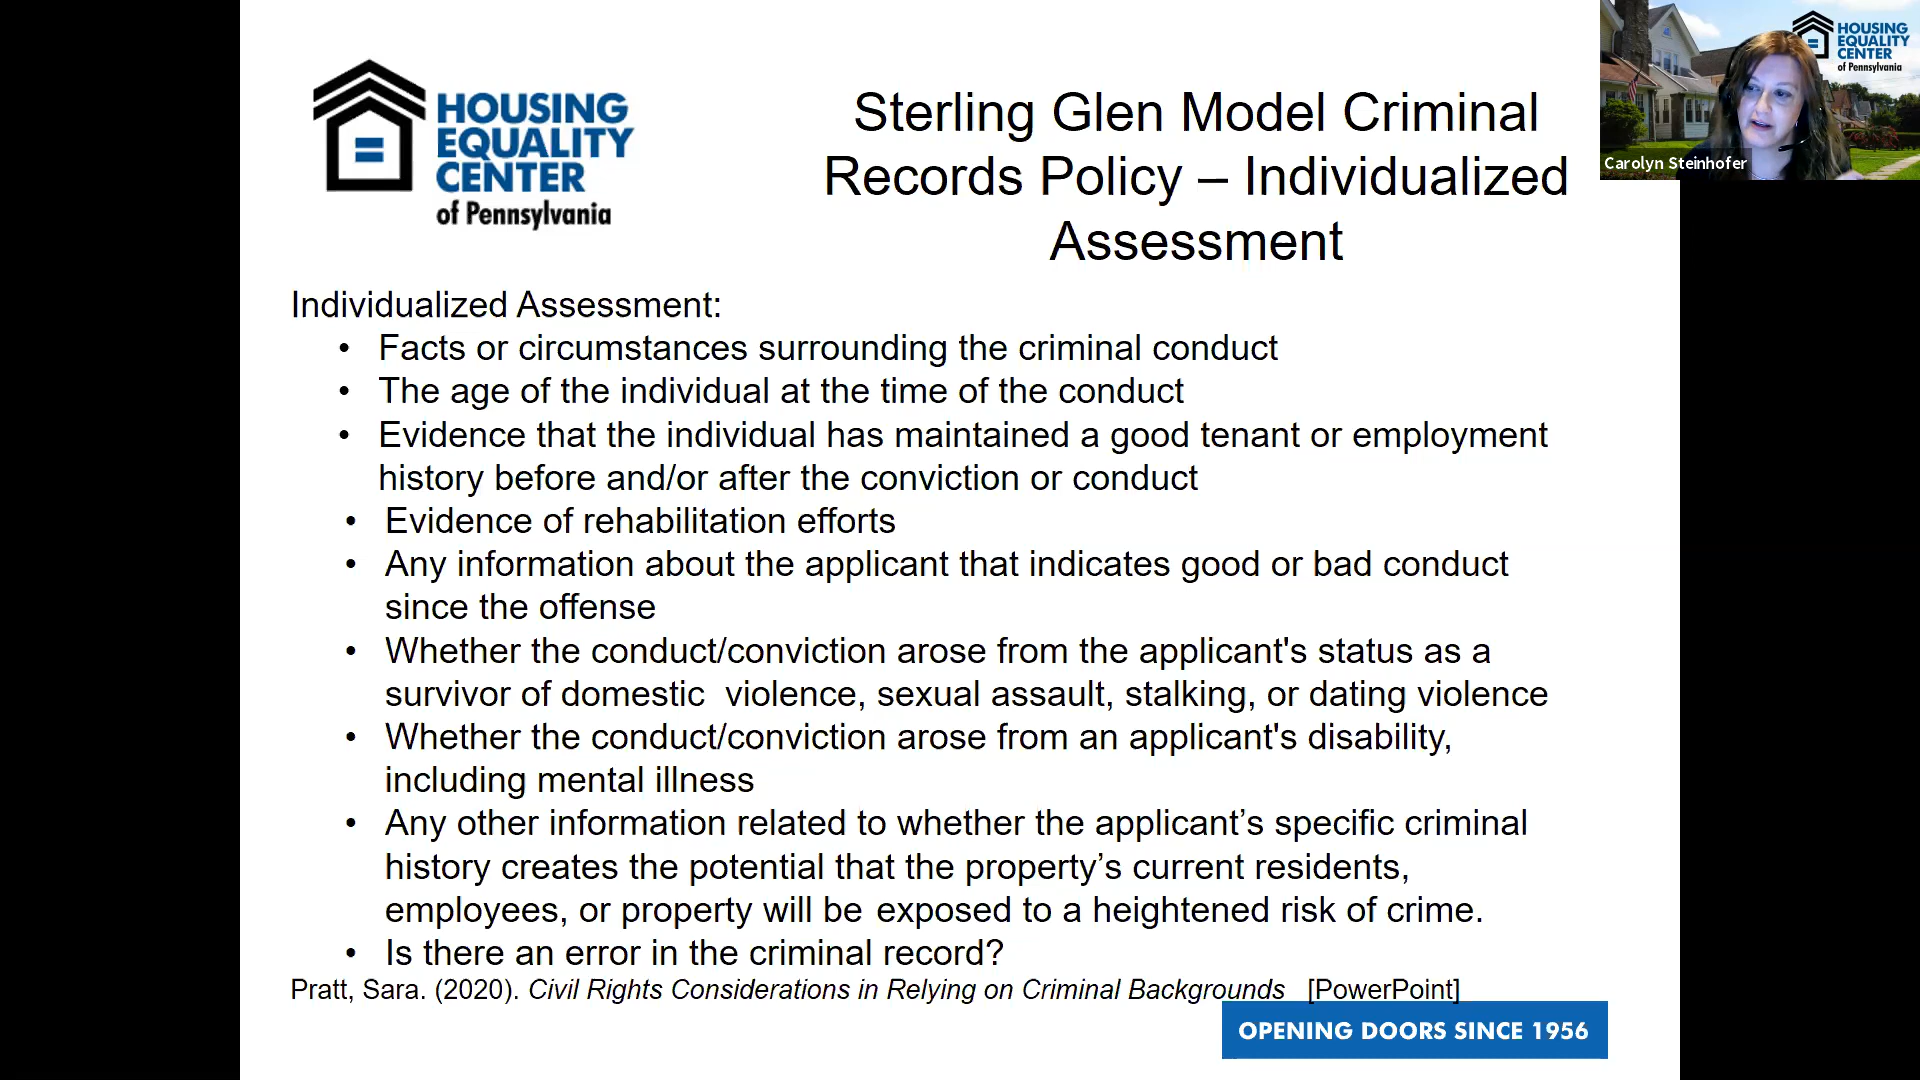 HOUSING
EQUALITY
CENTER
of Pennsylvania
Sterling Glen Model Criminal
Records Policy – Individualized
Assessment
HOUSING
EQUALITY
CENTER
of Pennsylvania
Carolyn Steinhofer
Individualized Assessment:
• Facts or circumstances surrounding the criminal conduct
• The age of the individual at the time of the conduct
• Evidence that the individual has maintained a good tenant or employment
history before and/or after the conviction or conduct
• Evidence of rehabilitation efforts
• Any information about the applicant that indicates good or bad conduct
since the offense
• Whether the conduct/conviction arose from the applicant's status as a
survivor of domestic  violence, sexual assault, stalking, or dating violence
• Whether the conduct/conviction arose from an applicant's disability,
including mental illness
• Any other information related to whether the applicant’s specific criminal
history creates the potential that the property’s current residents,
employees, or property will be exposed to a heightened risk of crime.
• Is there an error in the criminal record?
Pratt, Sara. (2020). Civil Rights Considerations in Relying on Criminal Backgrounds   [PowerPoint]
OPENING DOORS SINCE 1956